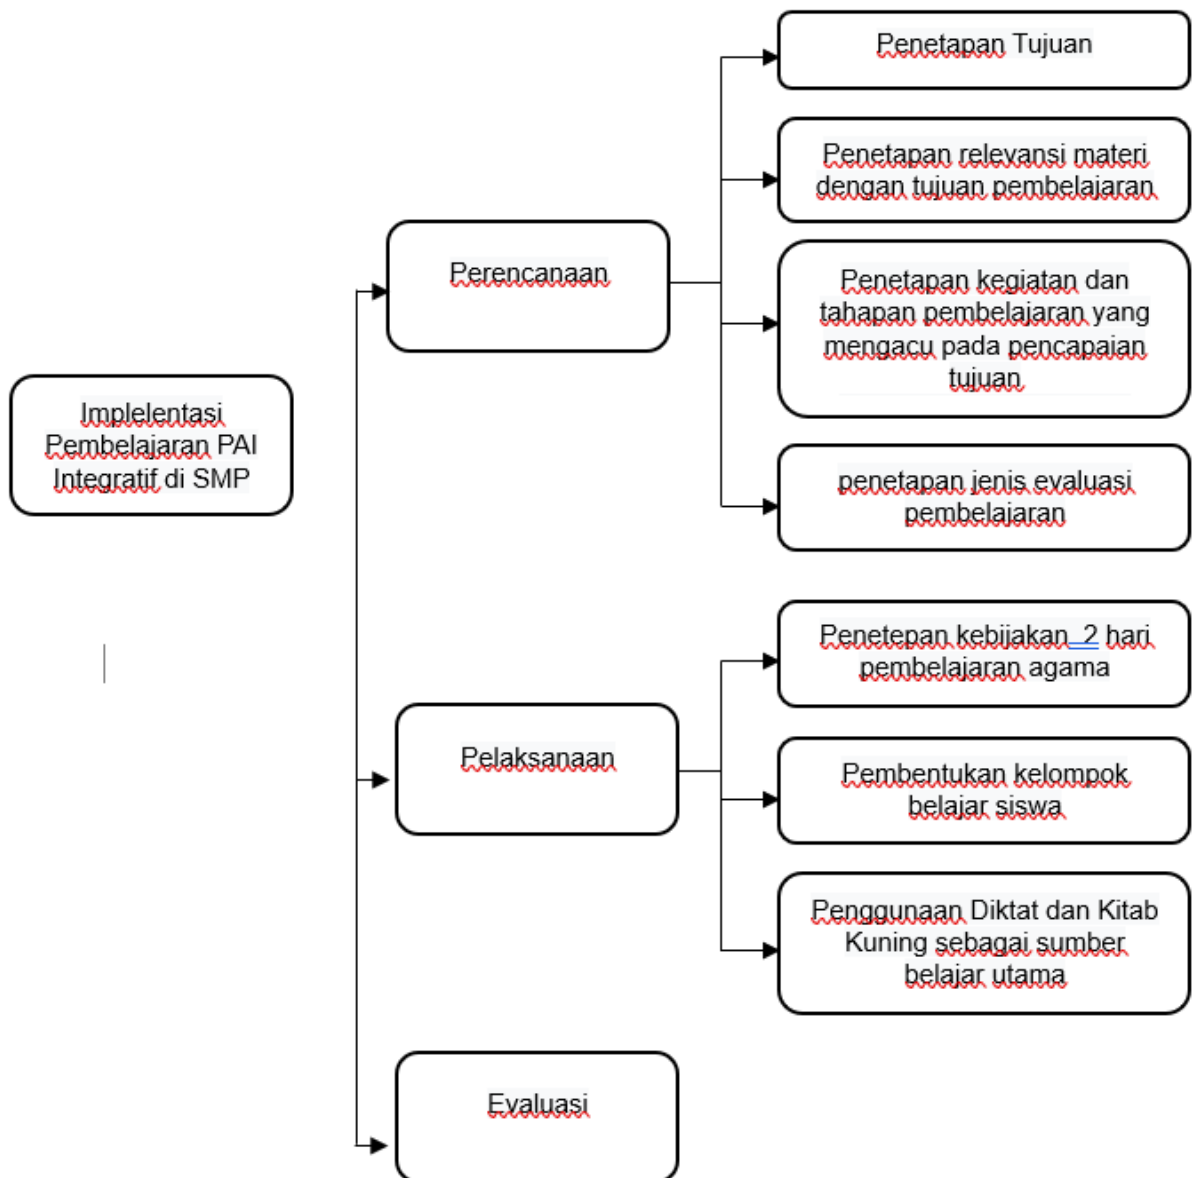 Implelentasi
Pembelajaran PAI
Integratif di SMP
Perencanaan
Penetapan Tujuan
Penetapan relevansi materi
dengan tujuan pembelajaran
Penetapan kegiatan dan
tahapan pembelajaran yang
mengacu pada pencapaian
tujuan
penetapan jenis evaluasi
pembelajaran
Pelaksanaan
Penetepan kebijakan  2 hari
pembelajaran agama
Pembentukan kelompok
belajar siswa
Penggunaan Diktat dan Kitab
Kuning sebagai sumber
belajar utama
Evaluasi